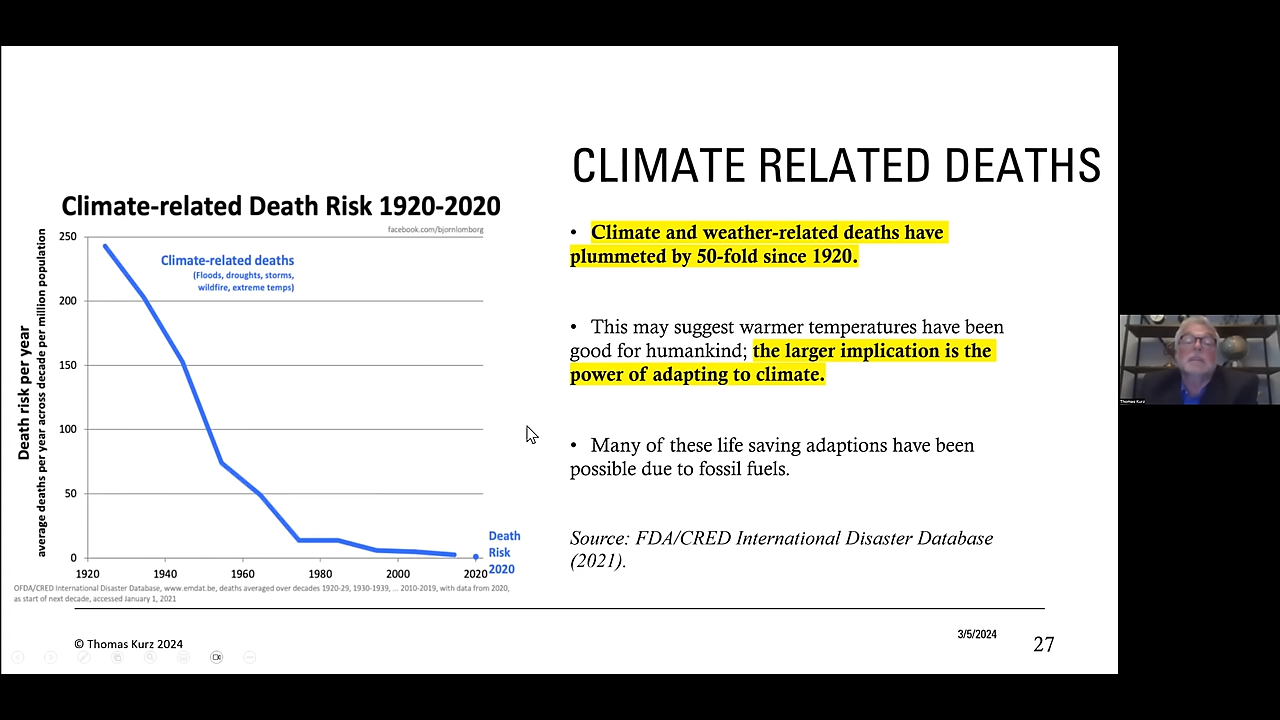 CLIMATE RELATED DEATHS
Climate-related Death Risk 1920-2020
facebook.com/bjornlomborg
Death risk per year
average deaths per year across decade per million population
250
200
150
100
50
0
1920
1940
1960
1980
2000
2020
Climate-related deaths
(Floods, droughts, storms,
wildfire, extreme temps)
Death
Risk
2020
OFDA/CRED International Disaster Database, www.emdat.be, deaths averaged over decades 1920-29, 1930-1939, ... 2010-2019, with data from 2020,
as start of next decade, accessed January 1, 2021
• Climate and weather-related deaths have
plummeted by 50-fold since 1920.
• This may suggest warmer temperatures have been
good for humankind; the larger implication is the
power of adapting to climate.
• Many of these life saving adaptions have been
possible due to fossil fuels.
Source: FDA/CRED International Disaster Database
(2021).
© Thomas Kurz 2024
3/5/2024
27
Thomas Kurz